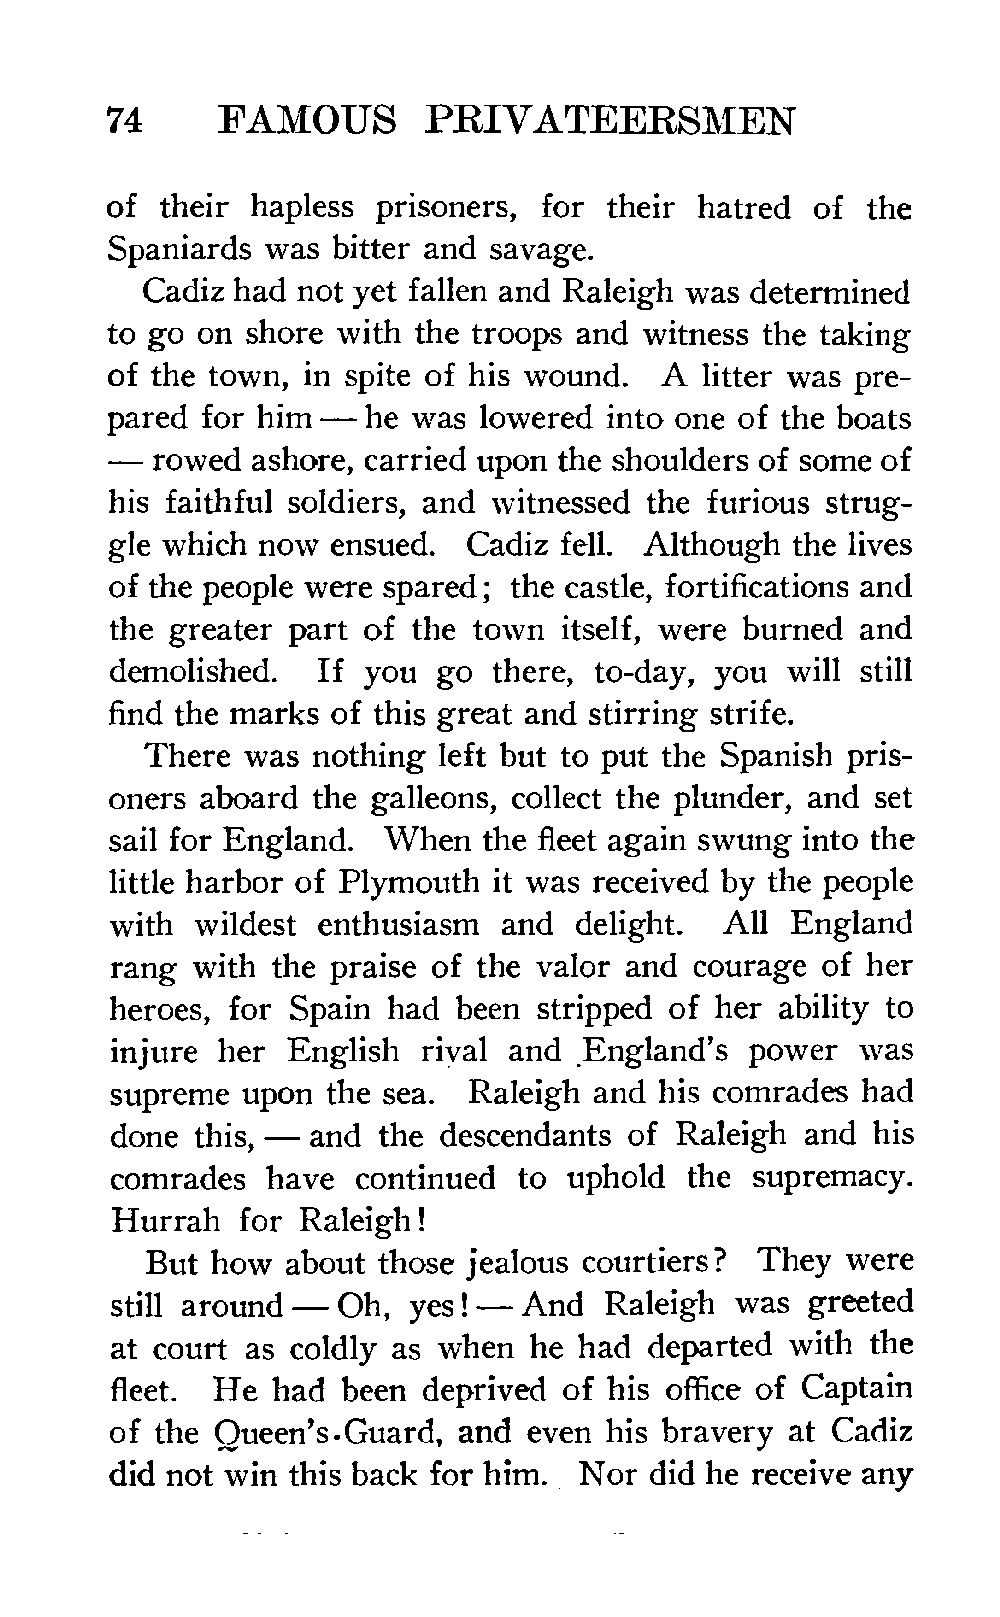 74 FAMOUS PRIVATEERSMEN
of their hapless prisoners, for their hatred of the
Spaniards was bitter and savage.
Cadiz had not yet fallen and Raleigh was determined
to go on shore with the troops and witness the taking
of the town, in spite of his wound. A litter was pre-
pared for him — he was lowered into one of the boats
— rowed ashore, carried upon the shoulders of some of
his faithful soldiers, and witnessed the furious strug-
gle which now ensued. Cadiz fell. Although the lives
of the people were spared; the castle, fortifications and
the greater part of the town itself, were burned and
demolished. If you go there, to-day, you will still
find the marks of this great and stirring strife.
There was nothing left but to put the Spanish pris-
oners aboard the galleons, collect the plunder, and set
sail for England. When the fleet again swung into the
little harbor of Plymouth it was received by the people
with wildest enthusiasm and delight. All England
rang with the praise of the valor and courage of her
heroes, for Spain had been stripped of her ability to
injure her English rival and England's power was
supreme upon the sea. Raleigh and his comrades had
done this, — and the descendants of Raleigh and his
comrades have continued to uphold the supremacy.
Hurrah for Raleigh!
But how about those jealous courtiers? They were
still around — Oh, yes! — And Raleigh was greeted
at court as coldly as when he had departed with the
fleet. He had been deprived of his office of Captain
of the Queen's Guard, and even his bravery at Cadiz
did not win this back for him. Nor did he receive any